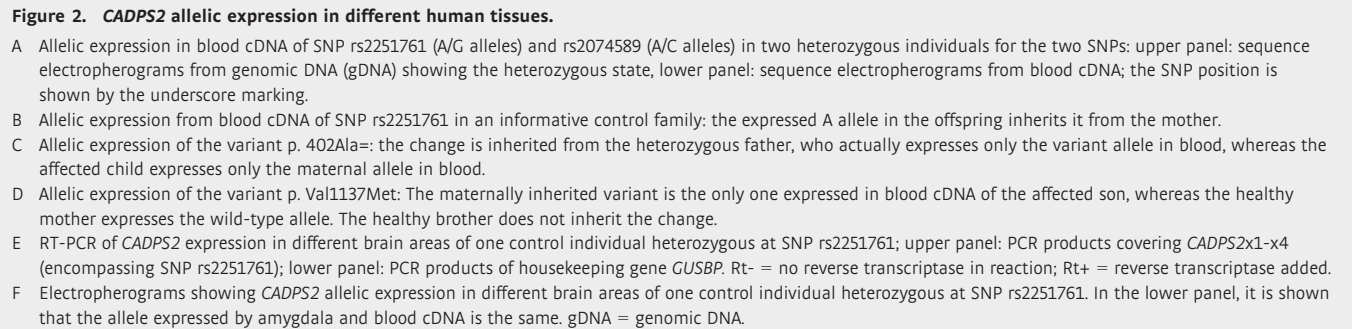 Figure 2. CADPS2 allelic expression in different human tissues.
A Allelic expression in blood cDNA of SNP rs2251761 (A/G alleles) and rs2074589 (A/C alleles) in two heterozygous individuals for the two SNPs: upper panel: sequence
electropherograms from genomic DNA (gDNA) showing the heterozygous state, lower panel: sequence electropherograms from blood cDNA; the SNP position is
shown by the underscore marking.
B Allelic expression from blood cDNA of SNP rs2251761 in an informative control family: the expressed A allele in the offspring inherits it from the mother.
C Allelic expression of the variant p. 402Ala=: the change is inherited from the heterozygous father, who actually expresses only the variant allele in blood, whereas the
affected child expresses only the maternal allele in blood.
D Allelic expression of the variant p. Val1137Met: The maternally inherited variant is the only one expressed in blood cDNA of the affected son, whereas the healthy
mother expresses the wild-type allele. The healthy brother does not inherit the change.
E RT-PCR of CADPS2 expression in different brain areas of one control individual heterozygous at SNP rs2251761; upper panel: PCR products covering CADPS2x1-x4
(encompassing SNP rs2251761); lower panel: PCR products of housekeeping gene GUSBP. Rt- = no reverse transcriptase in reaction; Rt+ = reverse transcriptase added.
F Electropherograms showing CADPS2 allelic expression in different brain areas of one control individual heterozygous at SNP rs2251761. In the lower panel, it is shown
that the allele expressed by amygdala and blood cDNA is the same. gDNA = genomic DNA.